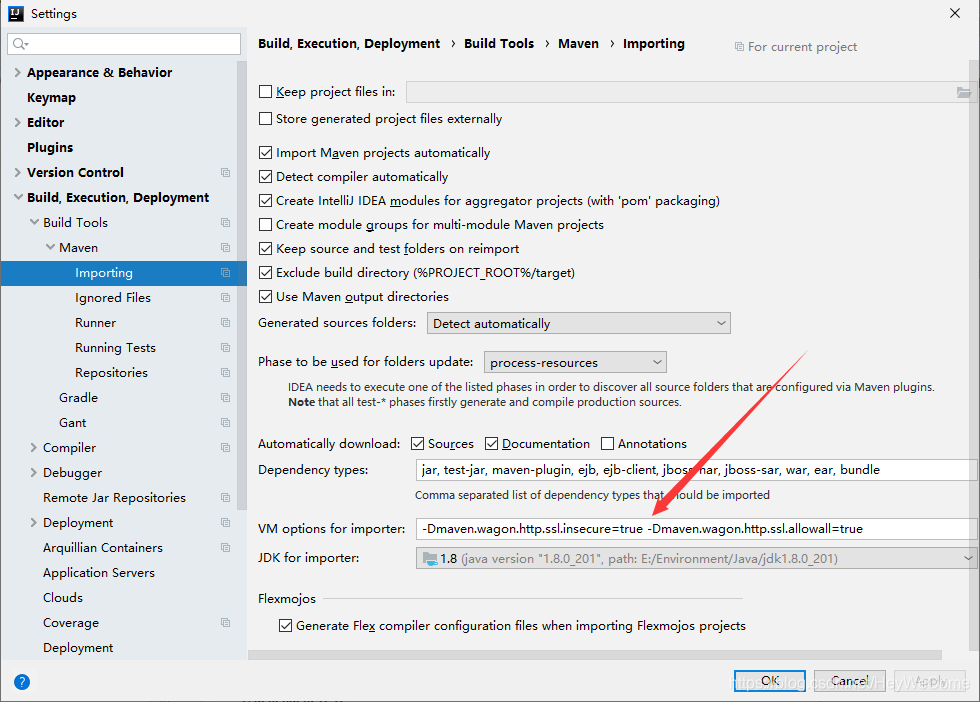 Settings
Build, Execution, Deployment › Build Tools › Maven › Importing
For current project
Appearance & Behavior
Keymap
Editor
Plugins
Version Control
Build, Execution, Deployment
Build Tools
Maven
Importing
Ignored Files
Runner
Running Tests
Repositories
Gradle
Gant
Compiler
Debugger
Remote Jar Repositories
Deployment
Arquillian Containers
Application Servers
Clouds
Coverage
Deployment
Keep project files in:
Store generated project files externally
Import Maven projects automatically
Detect compiler automatically
Create IntelliJ IDEA modules for aggregator projects (with 'pom' packaging)
Create module groups for multi-module Maven projects
Keep source and test folders on reimport
Exclude build directory (%PROJECT_ROOT%/target)
Use Maven output directories
Generated sources folders: Detect automatically
Phase to be used for folders update: process-resources
IDEA needs to execute one of the listed phases in order to discover all source folders that are configured via Maven plugins.
Note that all test-* phases firstly generate and compile production sources.
Automatically download: Sources Documentation Annotations
Dependency types: jar, test-jar, maven-plugin, ejb, ejb-client, jboss-har, jboss-sar, war, ear, bundle
Comma separated list of dependency types that should be imported
VM options for importer: -Dmaven.wagon.http.ssl.insecure=true -Dmaven.wagon.http.ssl.allowall=true
JDK for importer: 1.8 (java version "1.8.0_201", path: E:/Environment/Java/jdk1.8.0_201)
Flexmojos
Generate Flex compiler configuration files when importing Flexmojos projects
?
OK Cancel Apply